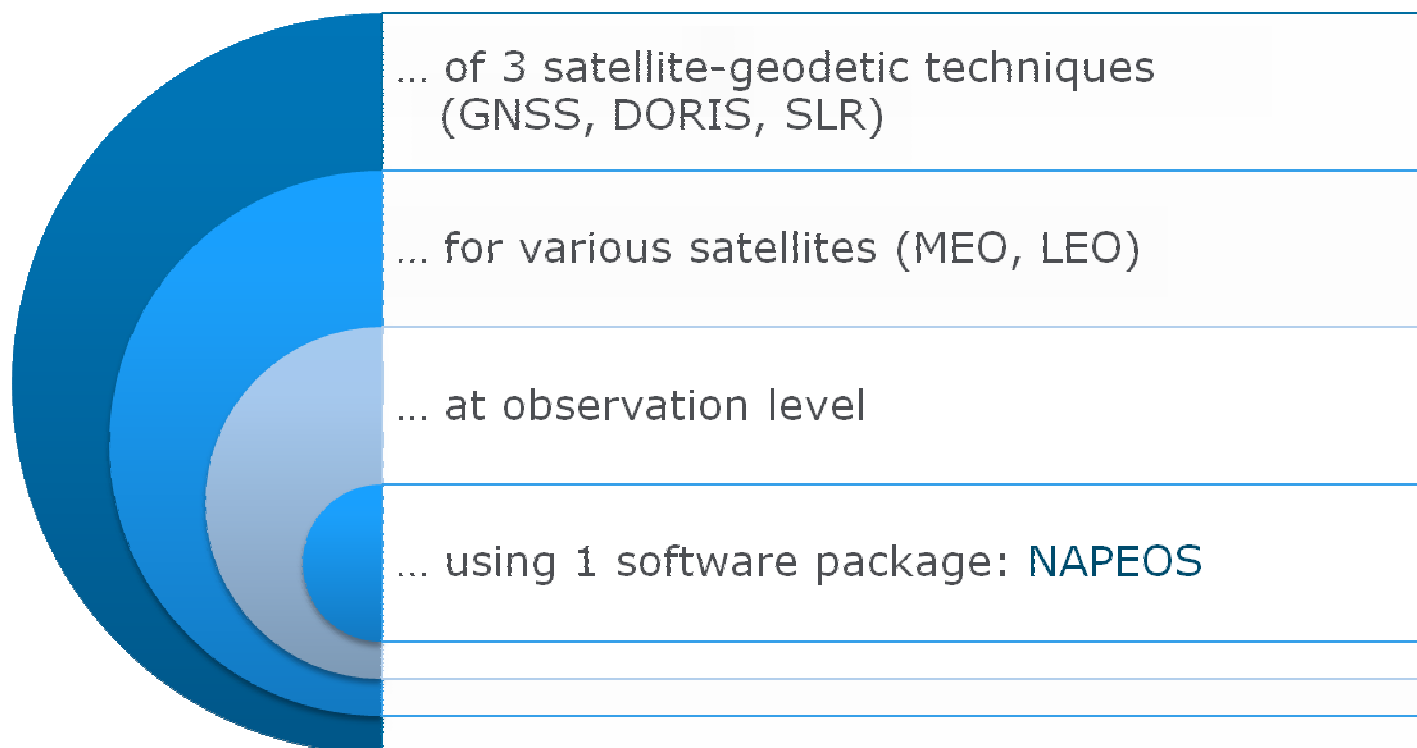 … of 3 satellite-geodetic techniques
(GNSS, DORIS, SLR)
… for various satellites (MEO, LEO)
… at observation level
… using 1 software package: NAPEOS